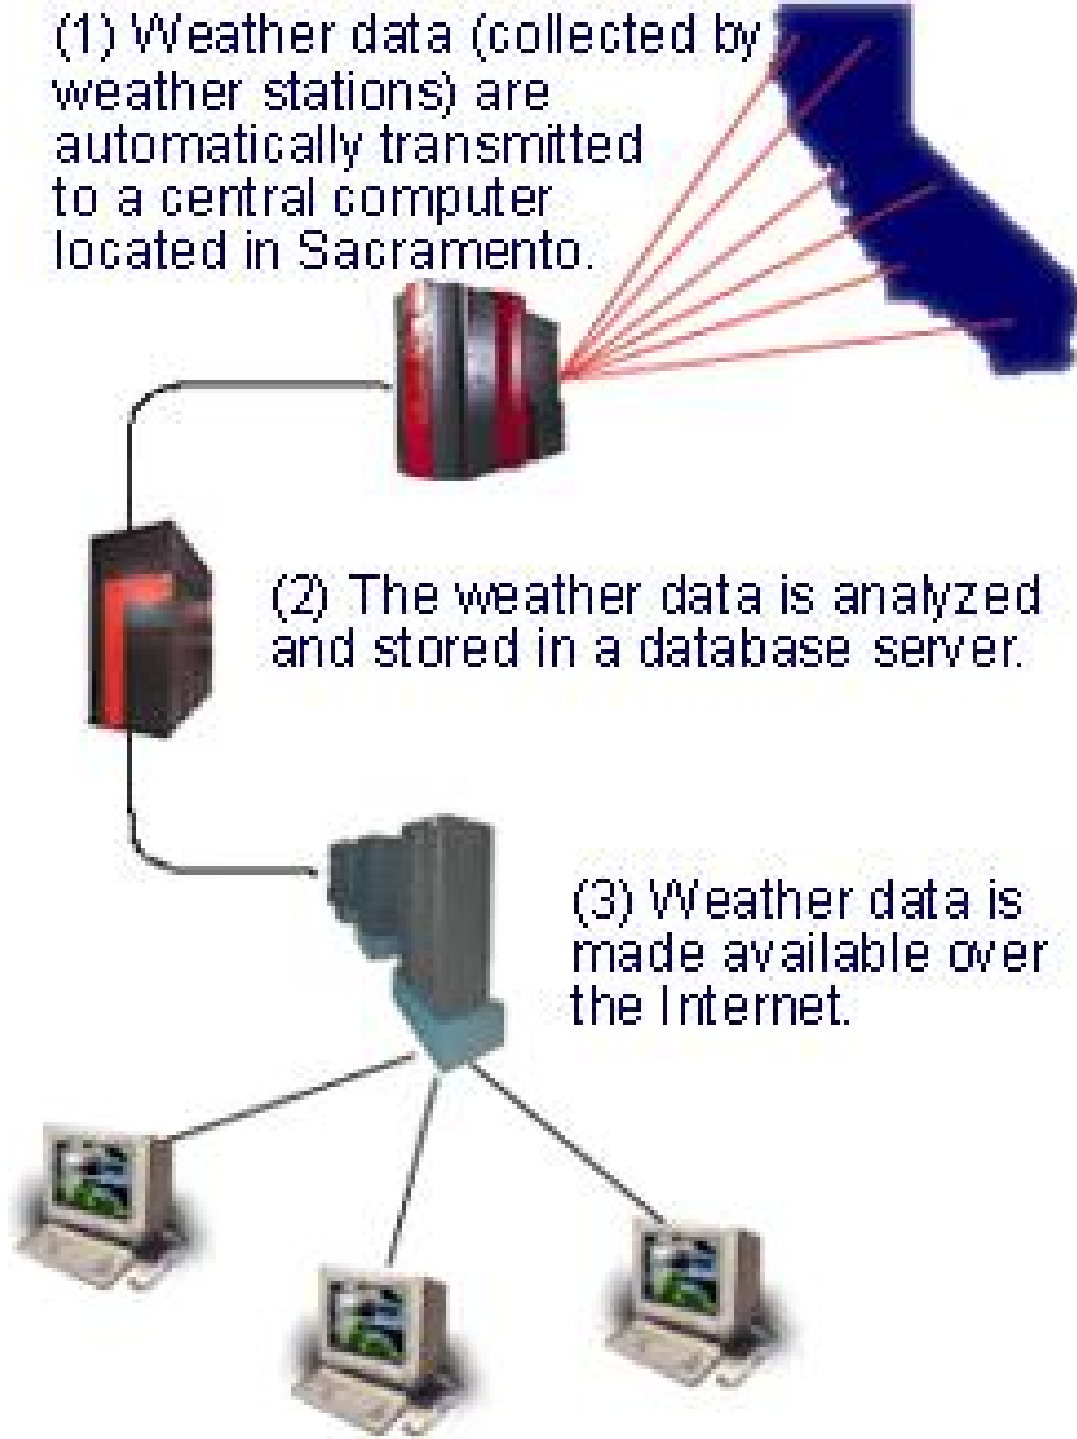 (1) Weather data (collected by
weather stations) are
automatically transmitted
to a central computer
located in Sacramento.
(2) The weather data is analyzed
and stored in a database server.
(3) Weather data is
made available over
the Internet.